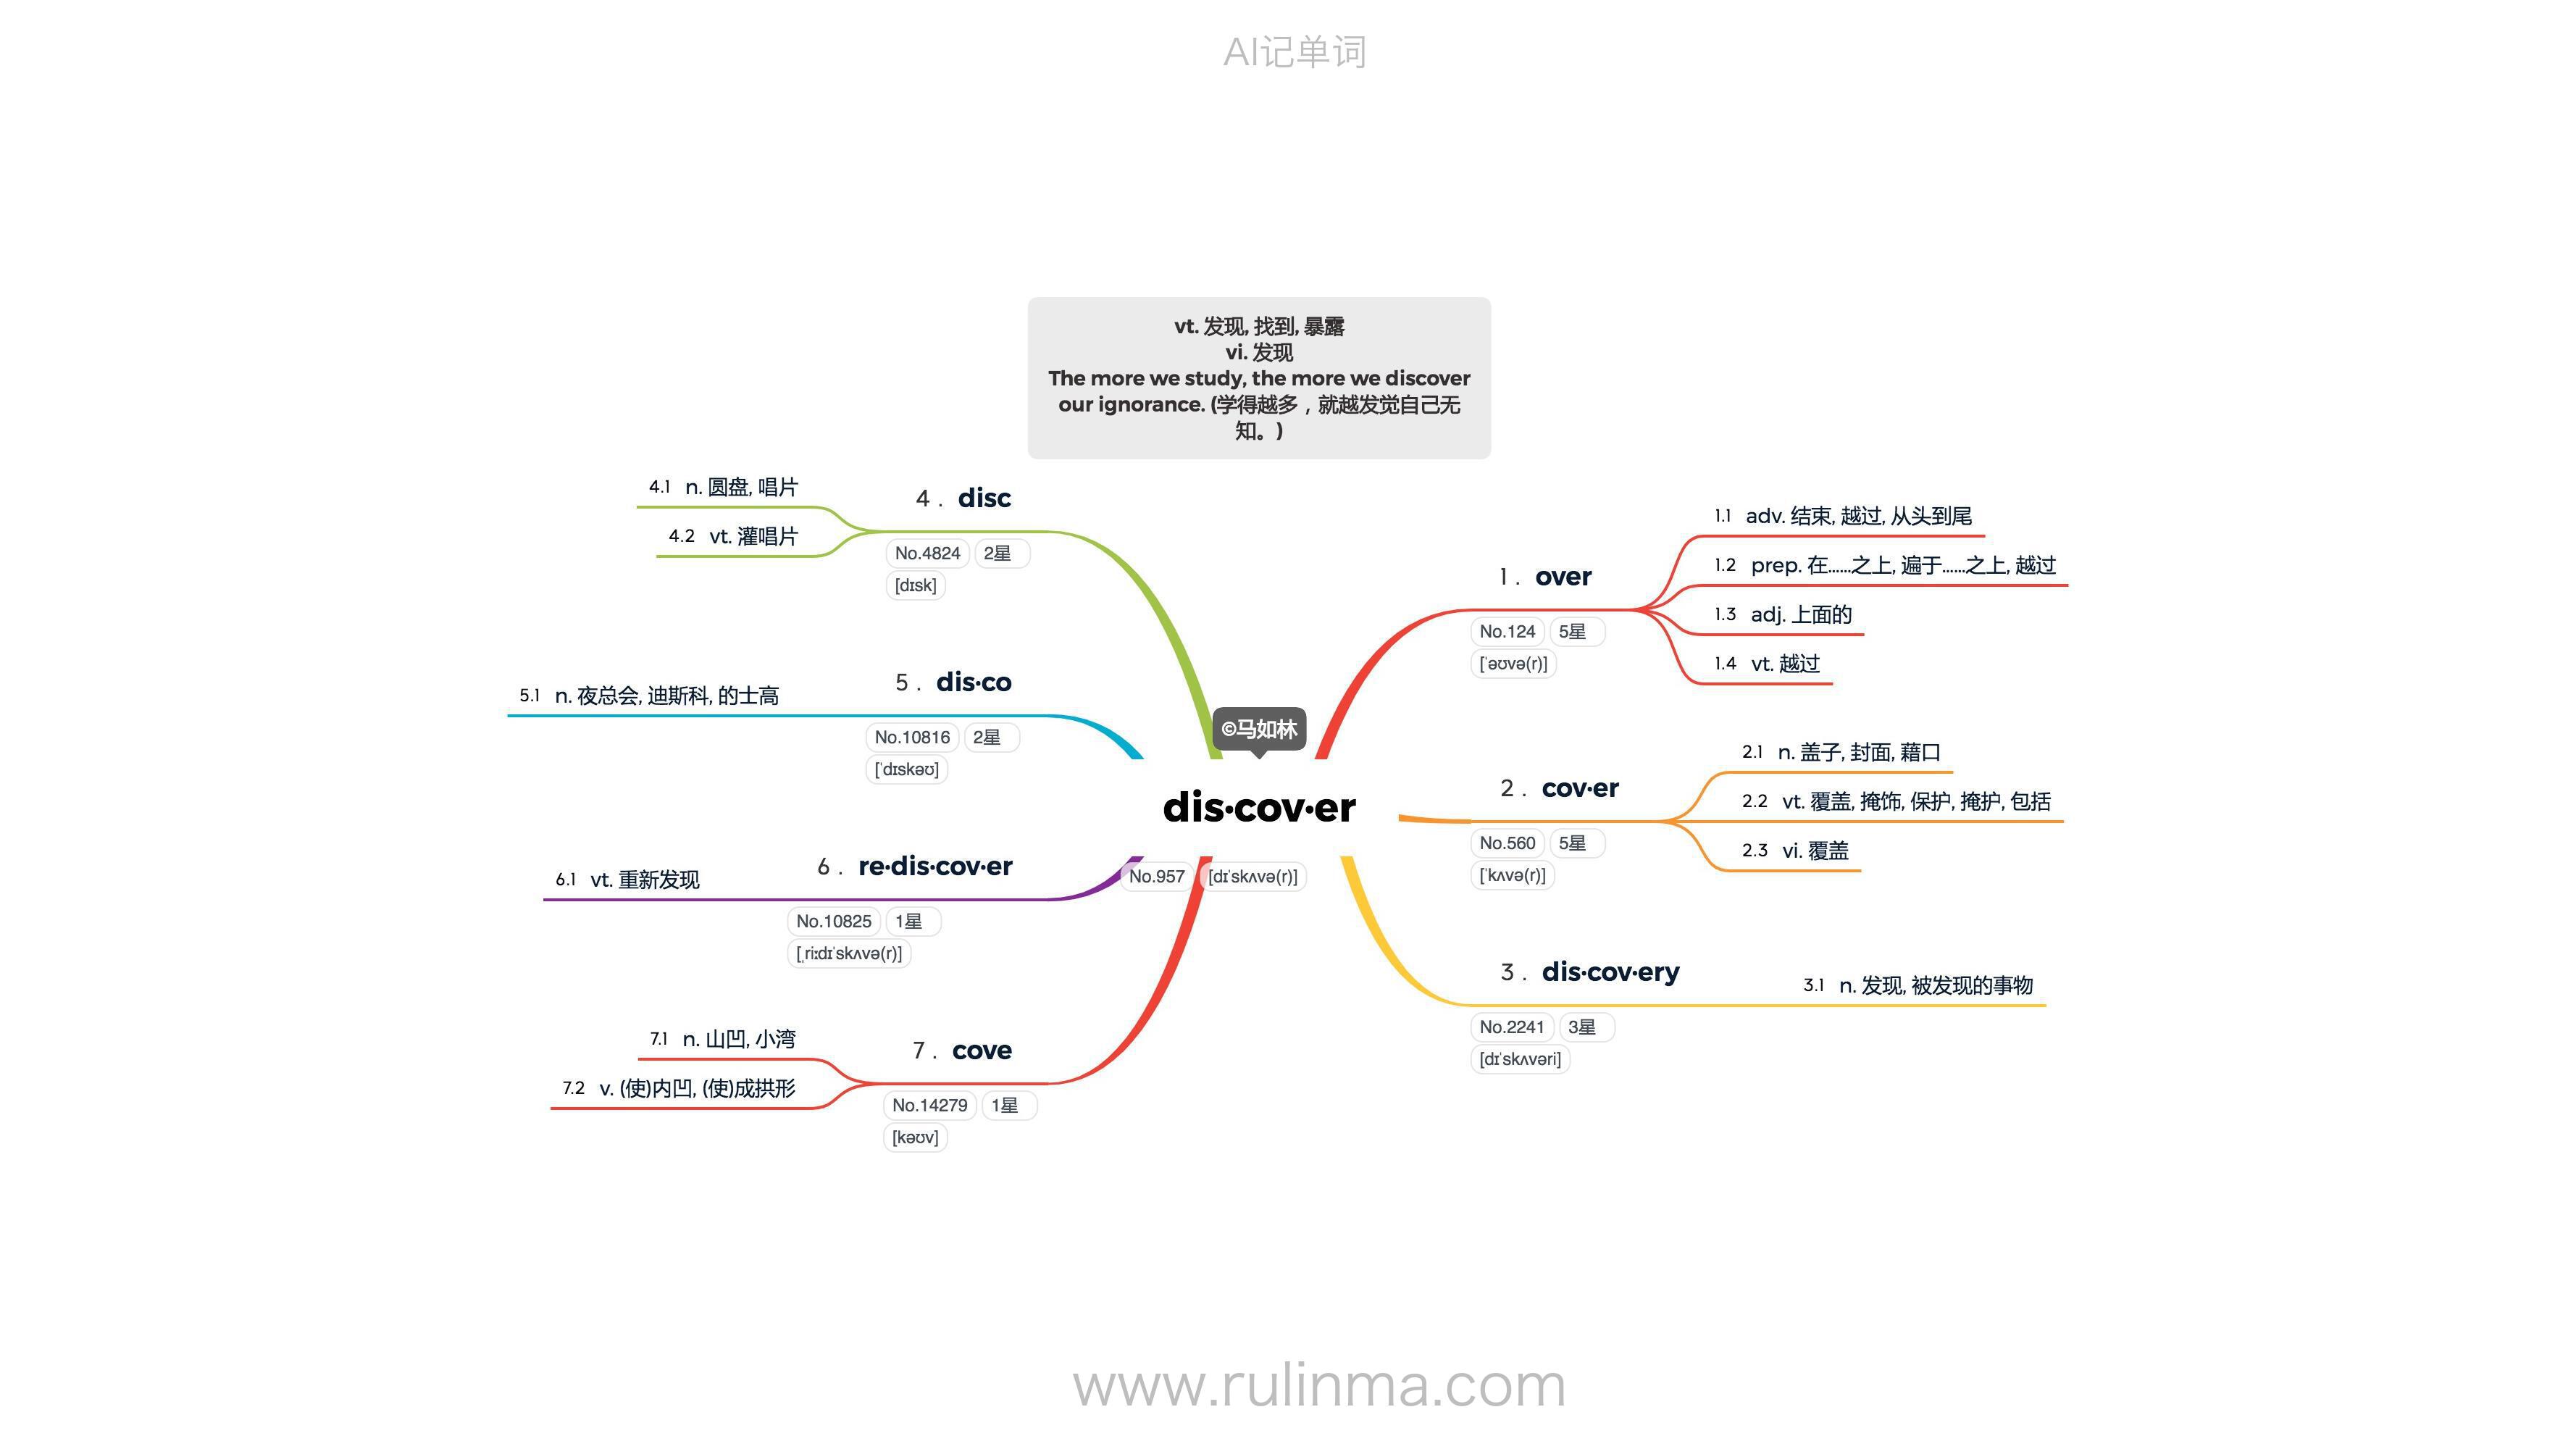 AI记单词
vt. 发现, 找到, 暴露
vi. 发现
The more we study, the more we discover
our ignorance. (学得越多，就越发觉自己无
知。)
©马如林
dis·cov·er
No.957 [dɪˈskʌvə(r)]
1. over
No.124 5星
[ˈəʊvə(r)]
1.1 adv. 结束, 越过, 从头到尾
1.2 prep. 在……之上, 遍于……之上, 越过
1.3 adj. 上面的
1.4 vt. 越过
2. cov·er
No.560 5星
[ˈkʌvə(r)]
2.1 n. 盖子, 封面, 藉口
2.2 vt. 覆盖, 掩饰, 保护, 掩护, 包括
2.3 vi. 覆盖
3. dis·cov·ery
No.2241 3星
[dɪˈskʌvəri]
3.1 n. 发现, 被发现的事物
4. disc
No.4824 2星
[dɪsk]
4.1 n. 圆盘, 唱片
4.2 vt. 灌唱片
5. dis·co
No.10816 2星
[ˈdɪskəʊ]
5.1 n. 夜总会, 迪斯科, 的士高
6. re·dis·cov·er
No.10825 1星
[ˌriːdɪˈskʌvə(r)]
6.1 vt. 重新发现
7. cove
No.14279 1星
[kəʊv]
7.1 n. 山凹, 小湾
7.2 v. (使)内凹, (使)成拱形
www.rulinma.com